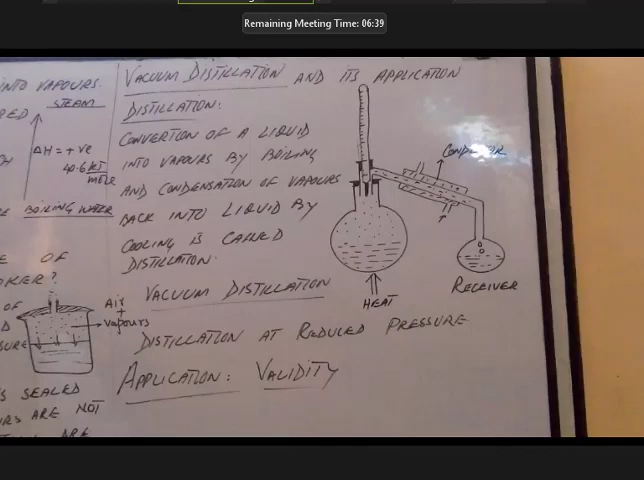 Remaining Meeting Time: 06:39
INTO VAPOURS.
STEAM
ΔH = + ve
40.6 kJ/mole
BOILING WATER
OF
OKER?
OF
Air
+
vapours
SURE
S SEALED
URS ARE NOT
ARE
VACUUM DISTILLATION AND ITS APPLICATION
DISTILLATION:
CONVERTION OF A LIQUID
INTO VAPOURS BY BOILING
AND CONDENSATION OF VAPOURS
BACK INTO LIQUID BY
COOLING IS CALLED
DISTILLATION.
VACUUM DISTILLATION
DISTILLATION AT REDUCED PRESSURE
APPLICATION: VALIDITY
HEAT
RECEIVER